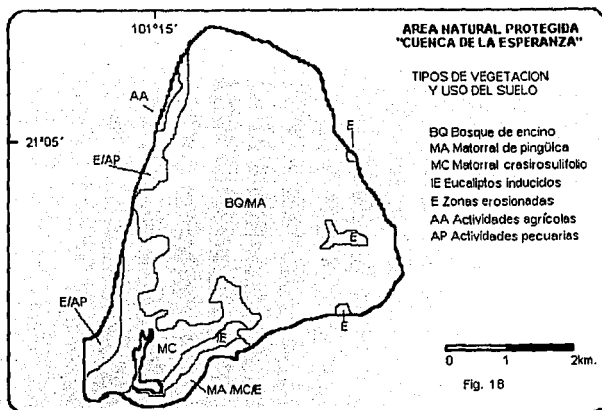 101°15'
21°05'
AREA NATURAL PROTEGIDA
"CUENCA DE LA ESPERANZA"
TIPOS DE VEGETACION
Y USO DEL SUELO
BQ Bosque de encino
MA Matorral de pingüica
MC Matorral crasirosulifolio
IE Eucaliptos inducidos
E Zonas erosionadas
AA Actividades agrícolas
AP Actividades pecuarias
AA
E/AP
E
BQ/MA
E
E/AP
E
MC
IE
MA/MC/E
0 1 2km.
Fig. 18